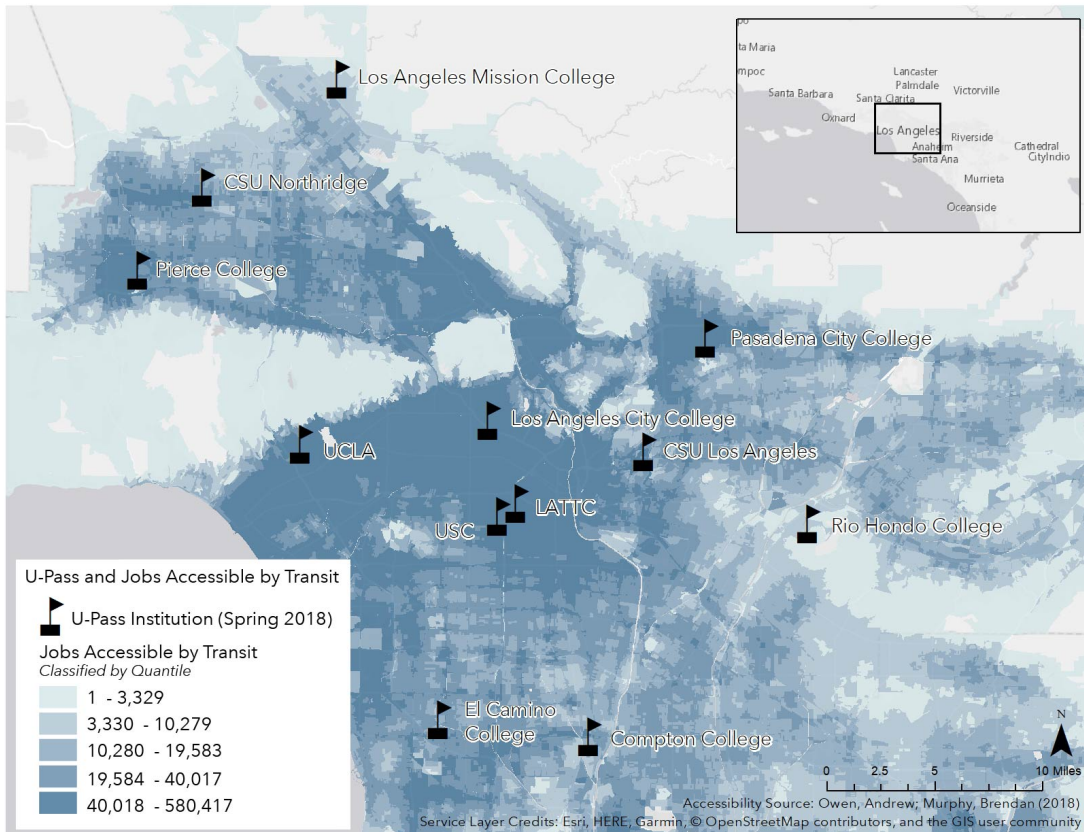 Los Angeles Mission College
CSU Northridge
Pierce College
Pasadena City College
Los Angeles City College
CSU Los Angeles
UCLA
LATTC
USC
Rio Hondo College
El Camino
College
Compton College
ta Maria
mpoc
Santa Barbara
Lancaster
Palmdale
Santa Clarita
Victorville
Oxnard
Los Angeles
Riverside
Anaheim
Santa Ana
Cathedral
CityIndio
Murrieta
Oceanside
U-Pass and Jobs Accessible by Transit
U-Pass Institution (Spring 2018)
Jobs Accessible by Transit
Classified by Quantile
1 - 3,329
3,330 - 10,279
10,280 - 19,583
19,584 - 40,017
40,018 - 580,417
N
0 2.5 5 10 Miles
Accessibility Source: Owen, Andrew; Murphy, Brendan (2018)
Service Layer Credits: Esri, HERE, Garmin, © OpenStreetMap contributors, and the GIS user community